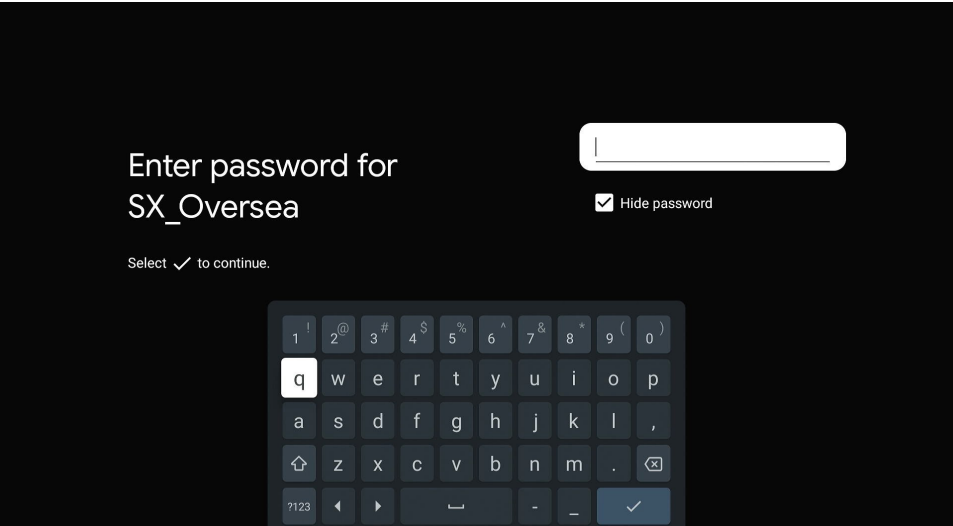 Enter password for
SX_Oversea
Select ✓ to continue.
Hide password
1 ! 2 @ 3 # 4 $ 5 % 6 ^ 7 & 8 * 9 ( 0 )
q w e r t y u i o p
a s d f g h j k l ,
z x c v b n m .
?123 - _